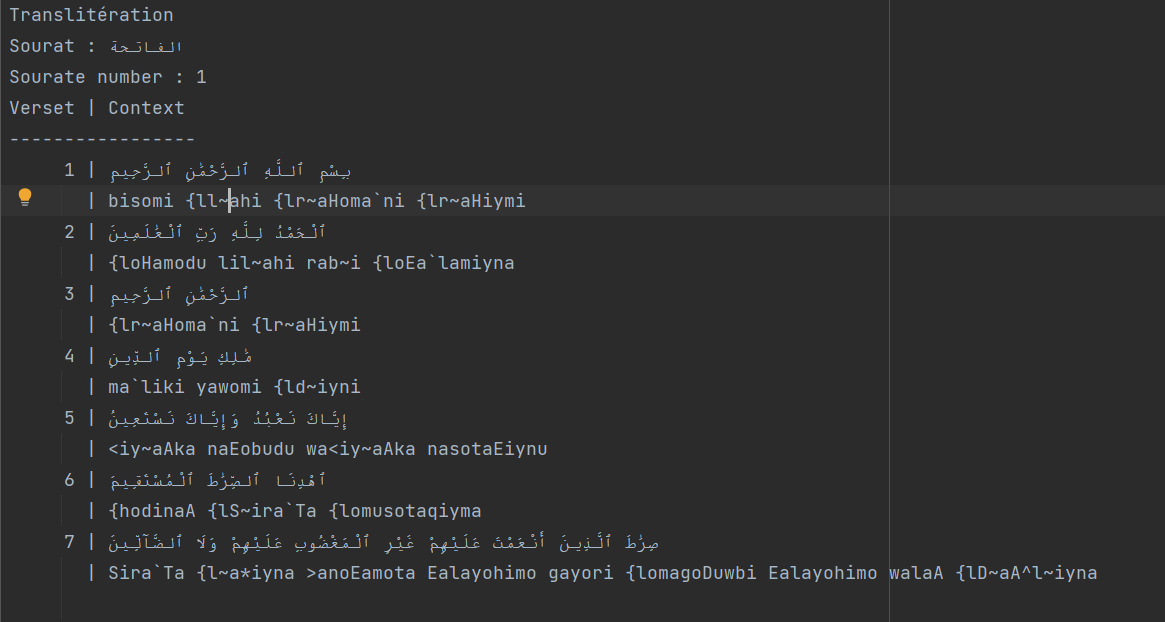 Translitération
Sourat : الفاتحة
Sourate number : 1
Verset | Context
-----------------
1 | بِسْمِ ٱللَّهِ ٱلرَّحْمَٰنِ ٱلرَّحِيمِ
| bisomi {ll~ahi {lr~aHoma`ni {lr~aHiymi
2 | ٱلْحَمْدُ لِلَّهِ رَبِّ ٱلْعَٰلَمِينَ
| {loHamodu lil~ahi rab~i {loEa`lamiyna
3 | ٱلرَّحْمَٰنِ ٱلرَّحِيمِ
| {lr~aHoma`ni {lr~aHiymi
4 | مَٰلِكِ يَوْمِ ٱلدِّينِ
| ma`liki yawomi {ld~iyni
5 | إِيَّاكَ نَعْبُدُ وَإِيَّاكَ نَسْتَعِينُ
| <iy~aAka naEobudu wa<iy~aAka nasotaEiynu
6 | ٱهْدِنَا ٱلصِّرَٰطَ ٱلْمُسْتَقِيمَ
| {hodinaA {lS~ira`Ta {lomusotaqiyma
7 | صِرَٰطَ ٱلَّذِينَ أَنْعَمْتَ عَلَيْهِمْ غَيْرِ ٱلْمَغْضُوبِ عَلَيْهِمْ وَلَا ٱلضَّآلِّينَ
| Sira`Ta {l~a*iyna >anoEamota Ealayohimo gayori {lomagoDuwbi Ealayohimo walaA {lD~aA^l~iyna